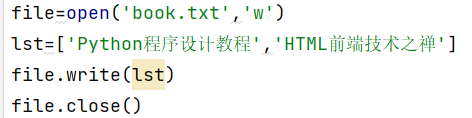 file=open('book.txt','w')
lst=['Python程序设计教程','HTML前端技术之禅']
file.write(lst)
file.close()